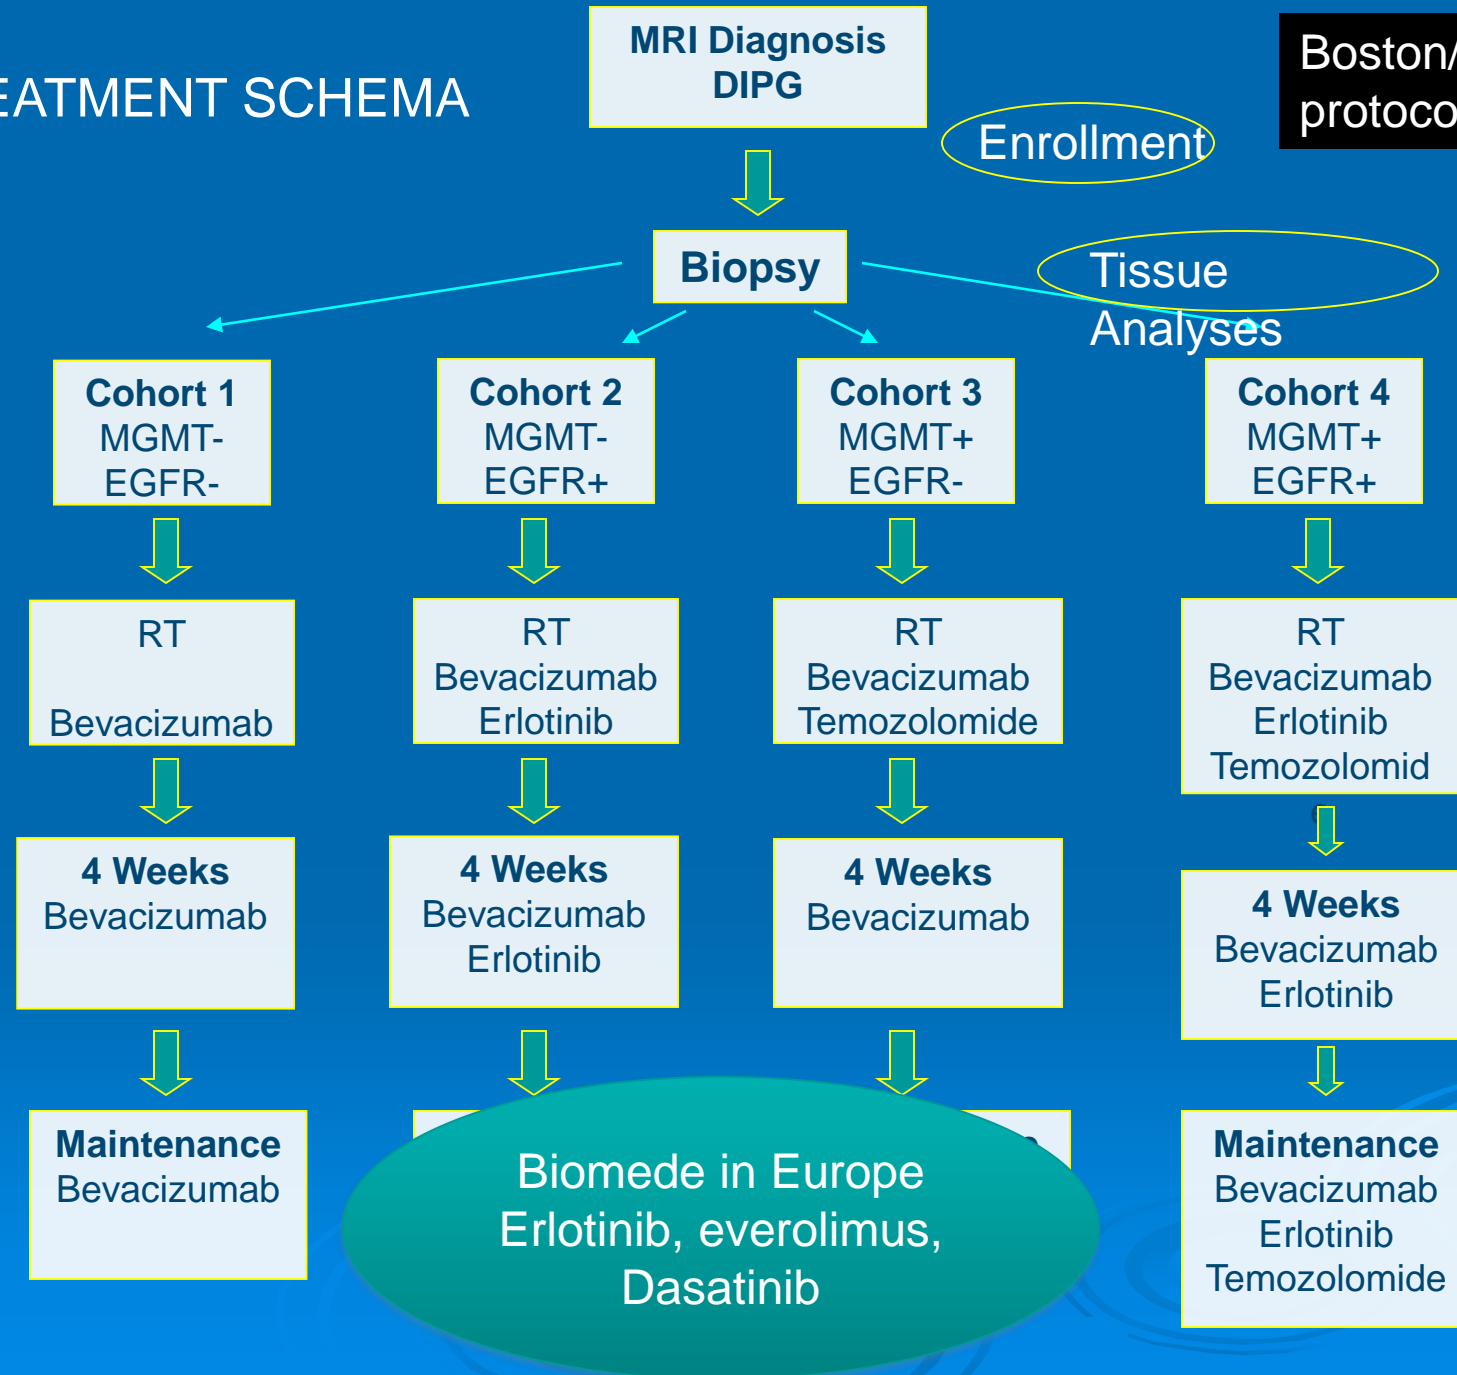 EATMENT SCHEMA
MRI Diagnosis
DIPG
Boston/
protoco
Enrollment
Biopsy
Tissue
Analyses
Cohort 1
MGMT-
EGFR-
Cohort 2
MGMT-
EGFR+
Cohort 3
MGMT+
EGFR-
Cohort 4
MGMT+
EGFR+
RT
Bevacizumab
RT
Bevacizumab
Erlotinib
RT
Bevacizumab
Temozolomide
RT
Bevacizumab
Erlotinib
Temozolomid
e
4 Weeks
Bevacizumab
4 Weeks
Bevacizumab
Erlotinib
4 Weeks
Bevacizumab
4 Weeks
Bevacizumab
Erlotinib
Maintenance
Bevacizumab
Biomede in Europe
Erlotinib, everolimus,
Dasatinib
Maintenance
Bevacizumab
Erlotinib
Temozolomide